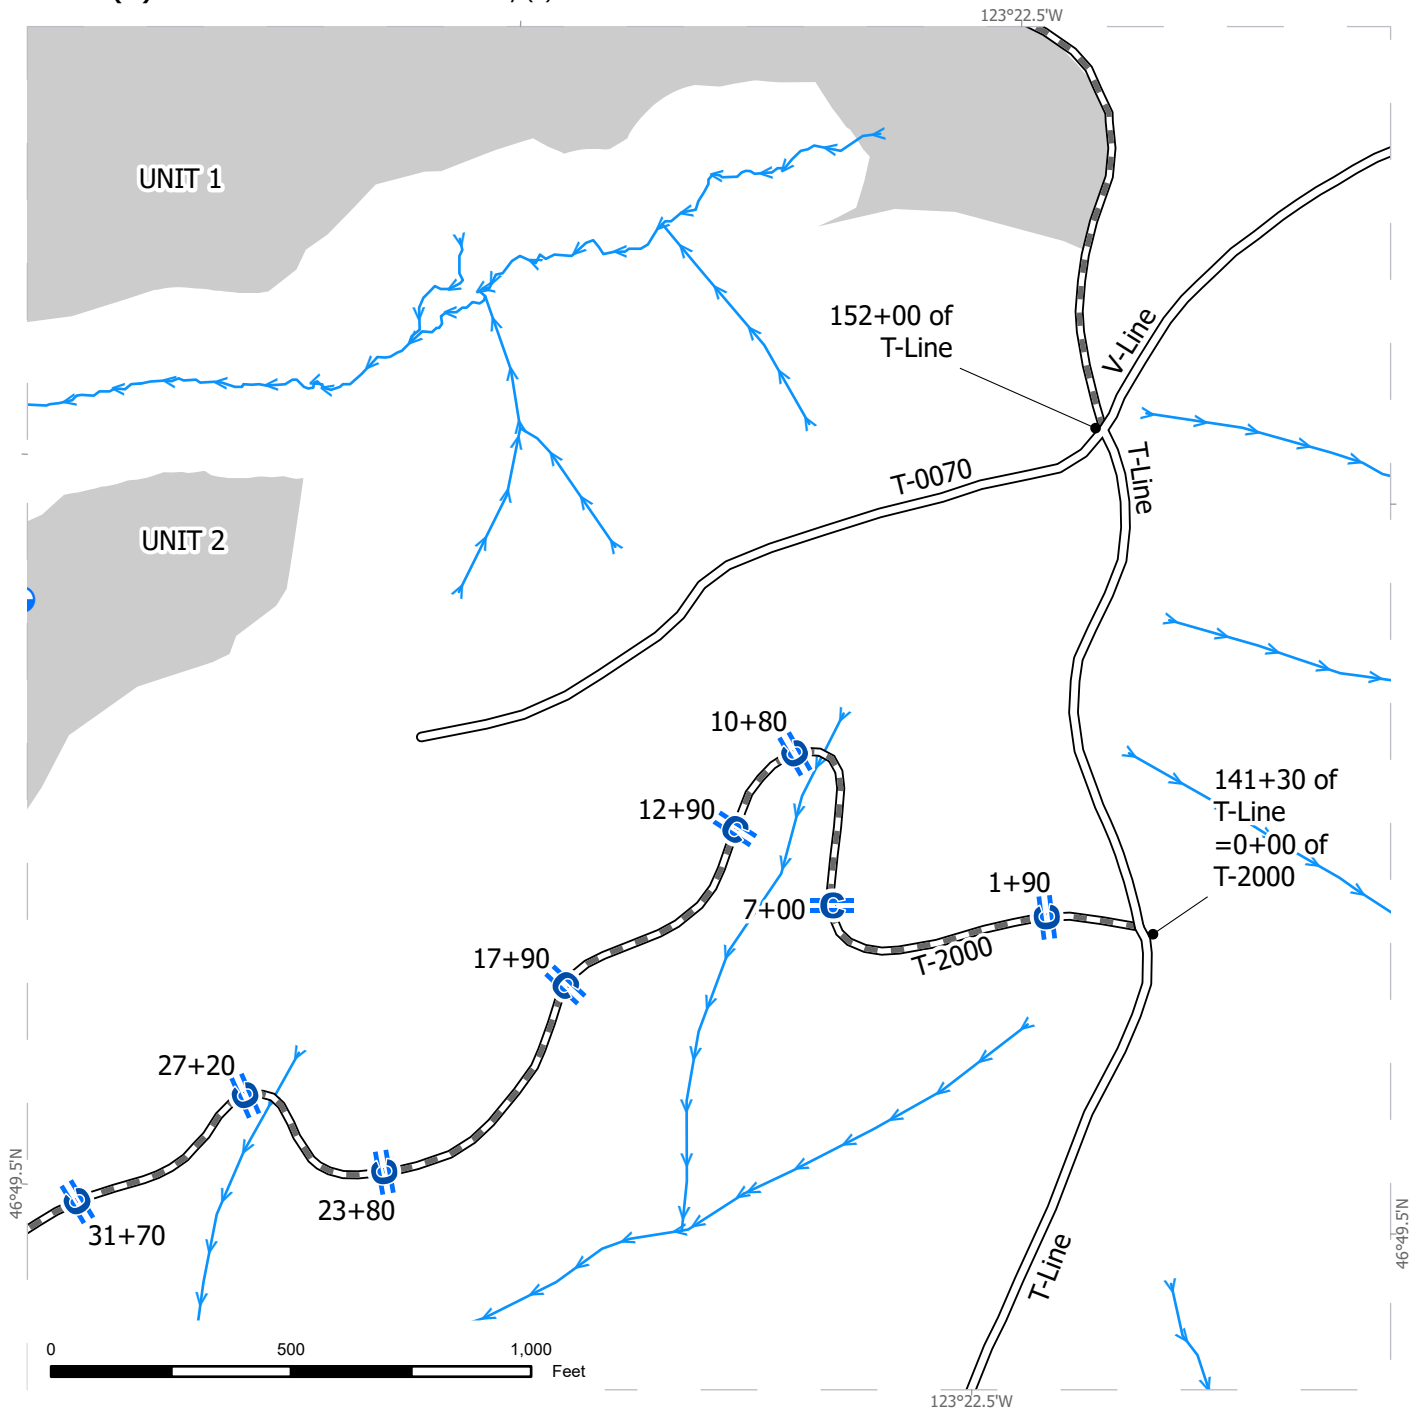 123°22.5'W
UNIT 1
152+00 of
T-Line
V-Line
T-0070
T-Line
UNIT 2
10+80
12+90
141+30 of
T-Line
=0+00 of
T-2000
1+90
7+00
C
C
C
C
T-2000
17+90
C
27+20
C
46°49.5'N
23+80
C
31+70
C
46°49.5'N
T-Line
0 500 1,000
Feet
123°22.5'W